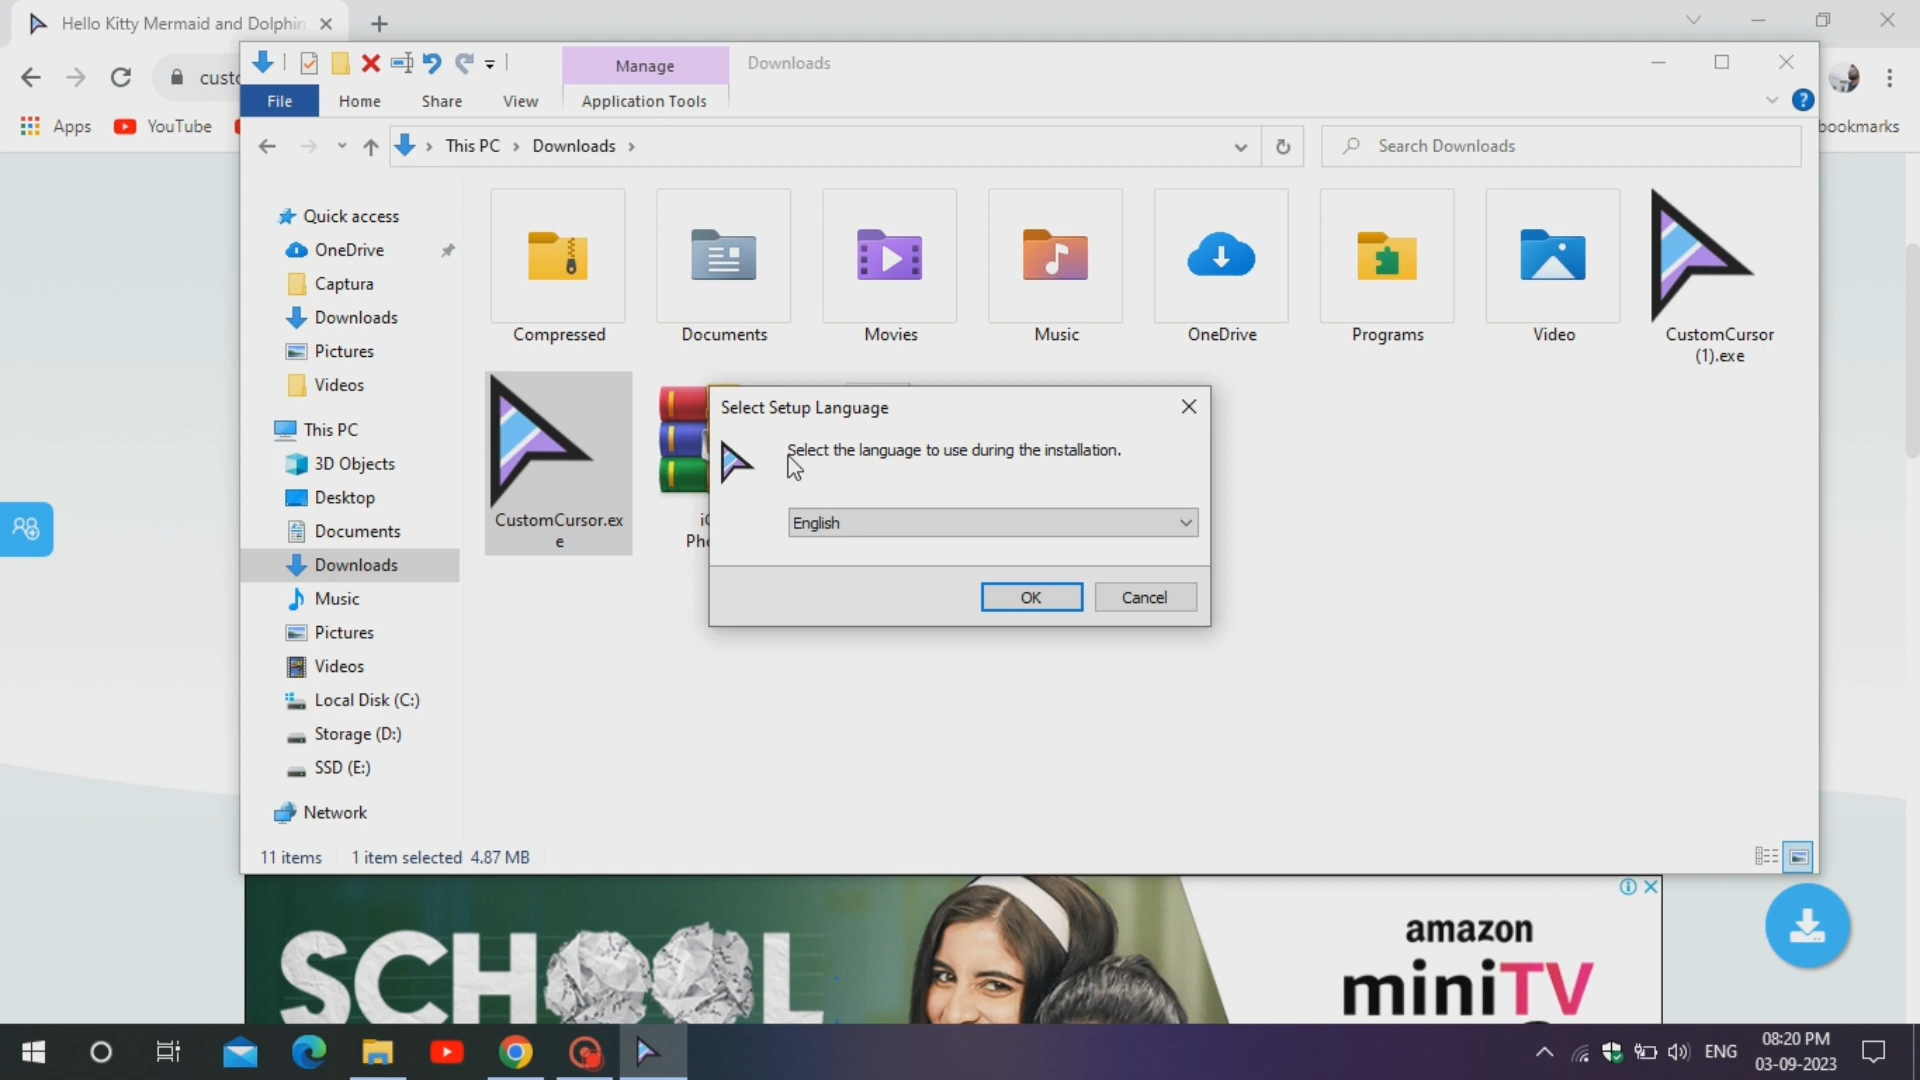 Hello Kitty Mermaid and Dolphin
custo
Apps
YouTube
bookmarks
Manage
Downloads
File
Home
Share
View
Application Tools
This PC
Downloads
Search Downloads
Quick access
OneDrive
Captura
Downloads
Pictures
Videos
This PC
3D Objects
Desktop
Documents
Downloads
Music
Pictures
Videos
Local Disk (C:)
Storage (D:)
SSD (E:)
Network
Compressed
Documents
Movies
Music
OneDrive
Programs
Video
CustomCursor
(1).exe
CustomCursor.ex
e
Select Setup Language
Select the language to use during the installation.
English
OK
Cancel
11 items
1 item selected 4.87 MB
SCHOOL
amazon
miniTV
ENG
08:20 PM
03-09-2023